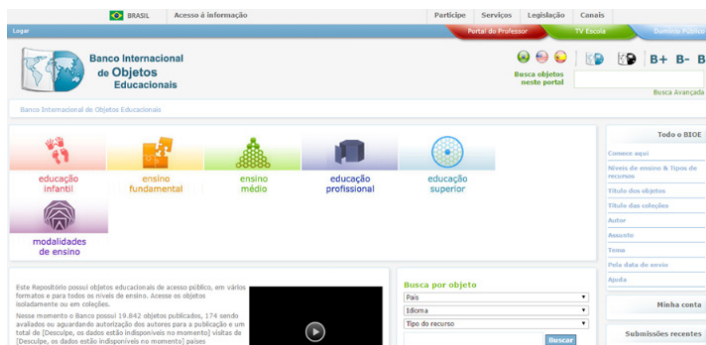 BRASIL Acesso à informação Participe Serviços Legislação Canais
Logar Portal do Professor TV Escola Domínio Público
Banco Internacional
de Objetos
Educacionais
B+ B- B
Busca objetos
neste portal
Busca Avançada
Banco Internacional de Objetos Educacionais
educação
infantil
ensino
fundamental
ensino
médio
educação
profissional
educação
superior
modalidades
de ensino
Todo o BIOE
Comece aqui
Níveis de ensino & Tipos de
recursos
Título dos objetos
Título das coleções
Autor
Assunto
Tema
Pela data do envio
Ajuda
Minha conta
Submissões recentes
Este Repositório possui objetos educacionais de acesso público, em vários
formatos e para todos os níveis de ensino. Acesse os objetos
isoladamente ou em coleções.
Nesse momento o Banco possui 19.842 objetos publicados, 174 sendo
avaliados ou aguardando autorização dos autores para a publicação e um
total de [Desculpe, os dados estão indisponíveis no momento] visitas de
[Desculpe, os dados estão indisponíveis no momento] países
Busca por objeto
País
Idioma
Tipo do recurso
Buscar